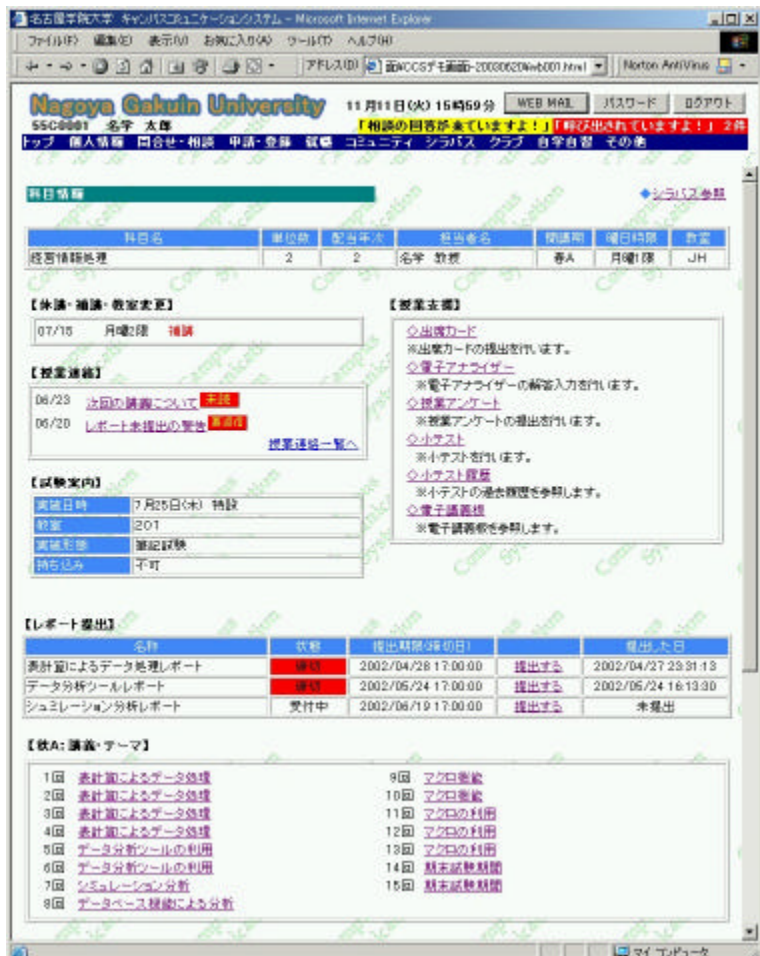 名古屋学院大学 キャンパスコミュニケーションシステム - Microsoft Internet Explorer
ファイル(F) 編集(E) 表示(V) お気に入り(A) ツール(T) ヘルプ(H)
アドレス(D) 面¥CCSデモ画面-20030620¥web001.html Norton AntiVirus
Nagoya Gakuin University 11月11日(火) 15時59分 WEB MAIL パスワード ログアウト
55G0001 名学 太郎 「相談の回答が来ていますよ!」「呼び出されていますよ!」 2件
トップ 個人情報 問合せ・相談 申請・登録 就職 コミュニティ シラバス クラブ 自学自習 その他
科目情報 ◆シラバス参照
科目名 単位数 配当年次 担当者名 開講期 曜日時限 教室
経営情報処理 2 2 名学 教授 春A 月曜1限 JH
【休講・補講・教室変更】
07/15 月曜2限 補講
【授業連絡】
06/23 次回の講義について 未読
06/20 レポート未提出の警告
授業連絡一覧へ
【試験案内】
実施日時 7月25日(木) 特設
教室 201
実施形態 筆記試験
持ち込み 不可
【授業支援】
◇出席カード
※出席カードの提出を行います。
◇電子アナライザー
※電子アナライザーの解答入力を行います。
◇授業アンケート
※授業アンケートの提出を行います。
◇小テスト
※小テストを行います。
◇小テスト履歴
※小テストの過去履歴を参照します。
◇電子講義板
※電子講義板を参照します。
【レポート提出】
名称 状態 提出期限(締切日) 提出した日
表計算によるデータ処理レポート 締切 2002/04/28 17:00:00 提出する 2002/04/27 23:31:13
データ分析ツールレポート 締切 2002/05/24 17:00:00 提出する 2002/05/24 16:13:30
シュミレーション分析レポート 受付中 2002/06/19 17:00:00 提出する 未提出
【秋A:講義・テーマ】
1回 表計算によるデータ処理
2回 表計算によるデータ処理
3回 表計算によるデータ処理
4回 表計算によるデータ処理
5回 データ分析ツールの利用
6回 データ分析ツールの利用
7回 シミュレーション分析
8回 データベース機能による分析
9回 マクロ機能
10回 マクロ機能
11回 マクロの利用
12回 マクロの利用
13回 マクロの利用
14回 期末試験期間
15回 期末試験期間
マイ コンピュータ